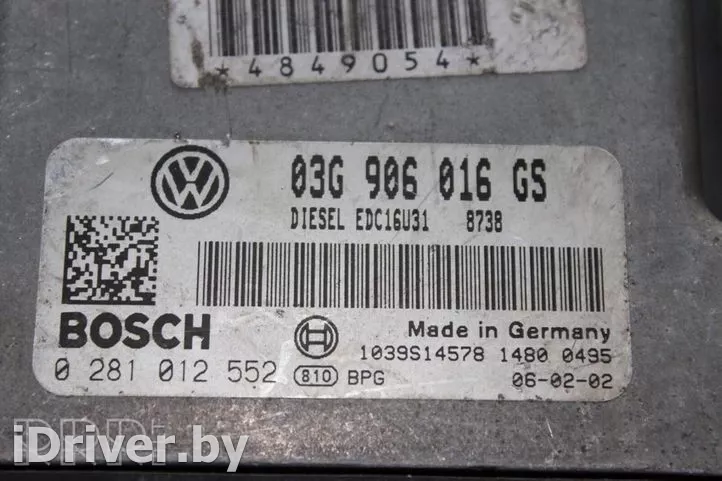 *4849054*
VW
03G 906 016 GS
DIESEL EDC16U31 8738
BOSCH
Made in Germany
1039S14578 1480 0495
0 281 012 552 810 BPG 06-02-02
iDriver.by